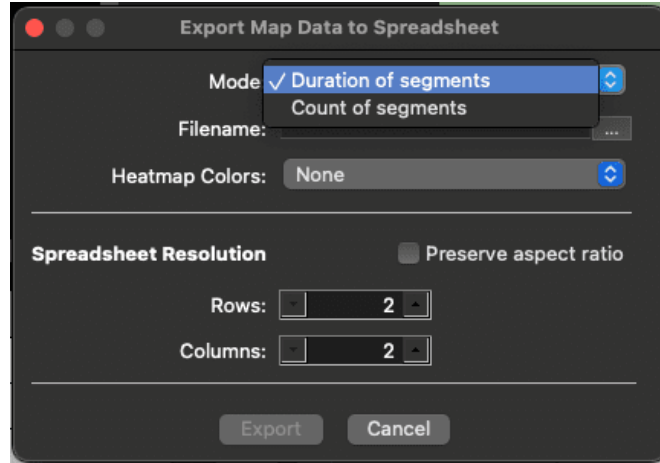 Export Map Data to Spreadsheet
Mode ✓ Duration of segments
Count of segments
Filename: ...
Heatmap Colors: None
Spreadsheet Resolution Preserve aspect ratio
Rows: 2
Columns: 2
Export Cancel